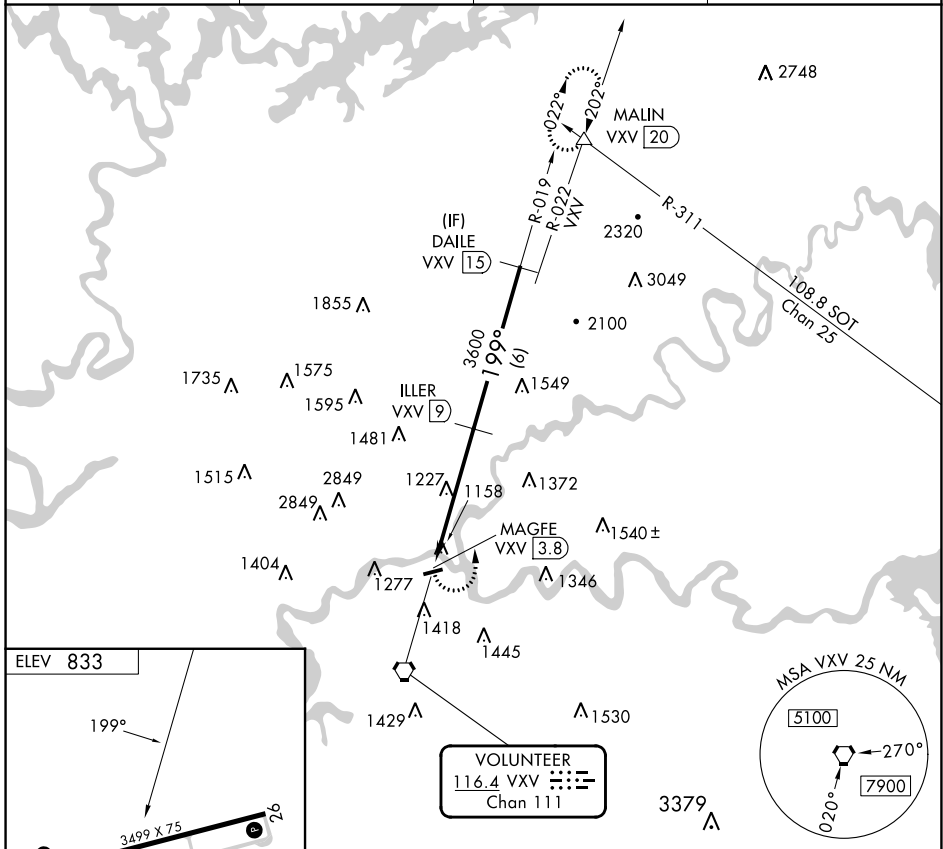 2748
022°
202°
MALIN
VXV 20
R-019
R-022
VXV
R-311
2320
(IF)
DAILE
VXV 15
3049
108.8 SOT
Chan 25
1855
2100
3600
199°
(6)
1735
1575
1595
1549
ILLER
VXV 9
1481
1515
2849
2849
1227
1158
1372
MAGFE
VXV 3.8
1540 ±
1404
1277
1346
1418
1445
ELEV 833
199°
3499 X 75
P
26
1429
1530
VOLUNTEER
116.4 VXV
Chan 111
MSA VXV 25 NM
5100
270°
7900
020°
3379